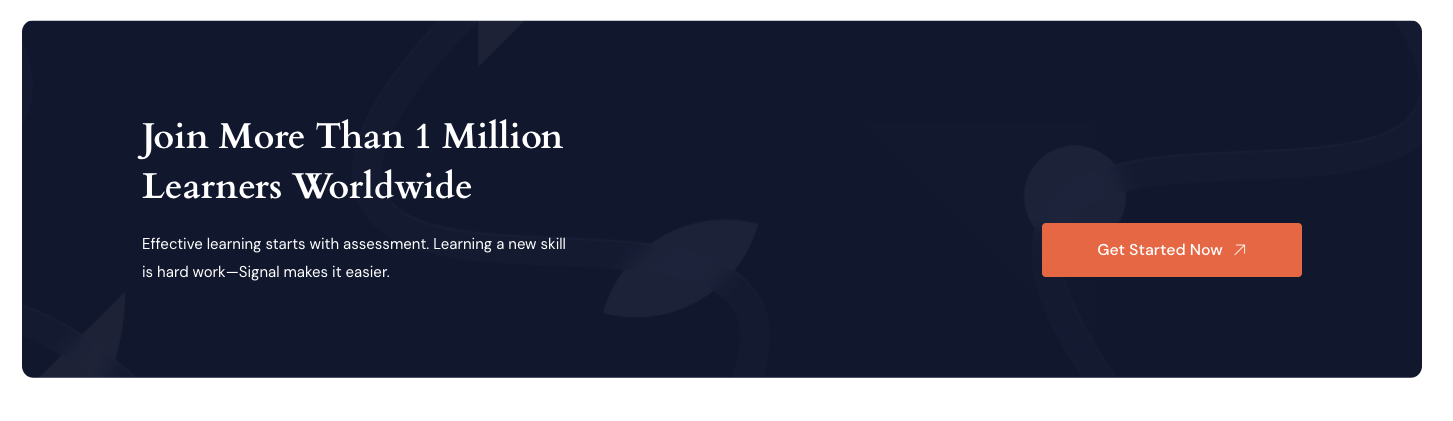 Join More Than 1 Million
Learners Worldwide
Effective learning starts with assessment. Learning a new skill
is hard work—Signal makes it easier.
Get Started Now